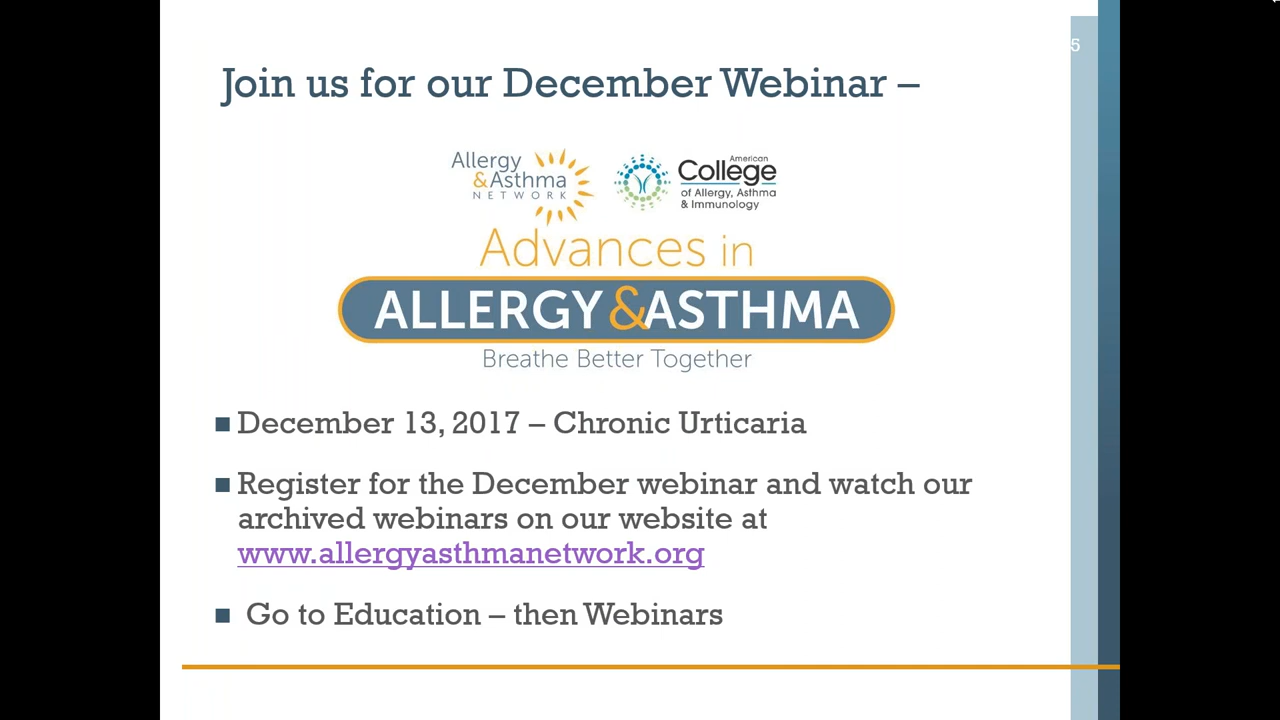 5
Join us for our December Webinar –
Allergy
&Asthma
NETWORK
American
College
of Allergy, Asthma
& Immunology
Advances in
ALLERGY & ASTHMA
Breathe Better Together
December 13, 2017 – Chronic Urticaria
Register for the December webinar and watch our
archived webinars on our website at
www.allergyasthmanetwork.org
Go to Education – then Webinars